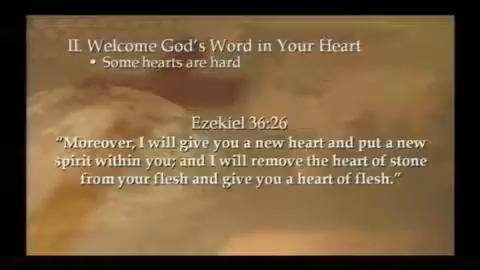 II. Welcome God's Word in Your Heart
• Some hearts are hard
Ezekiel 36:26
“Moreover, I will give you a new heart and put a new
spirit within you; and I will remove the heart of stone
from your flesh and give you a heart of flesh.”